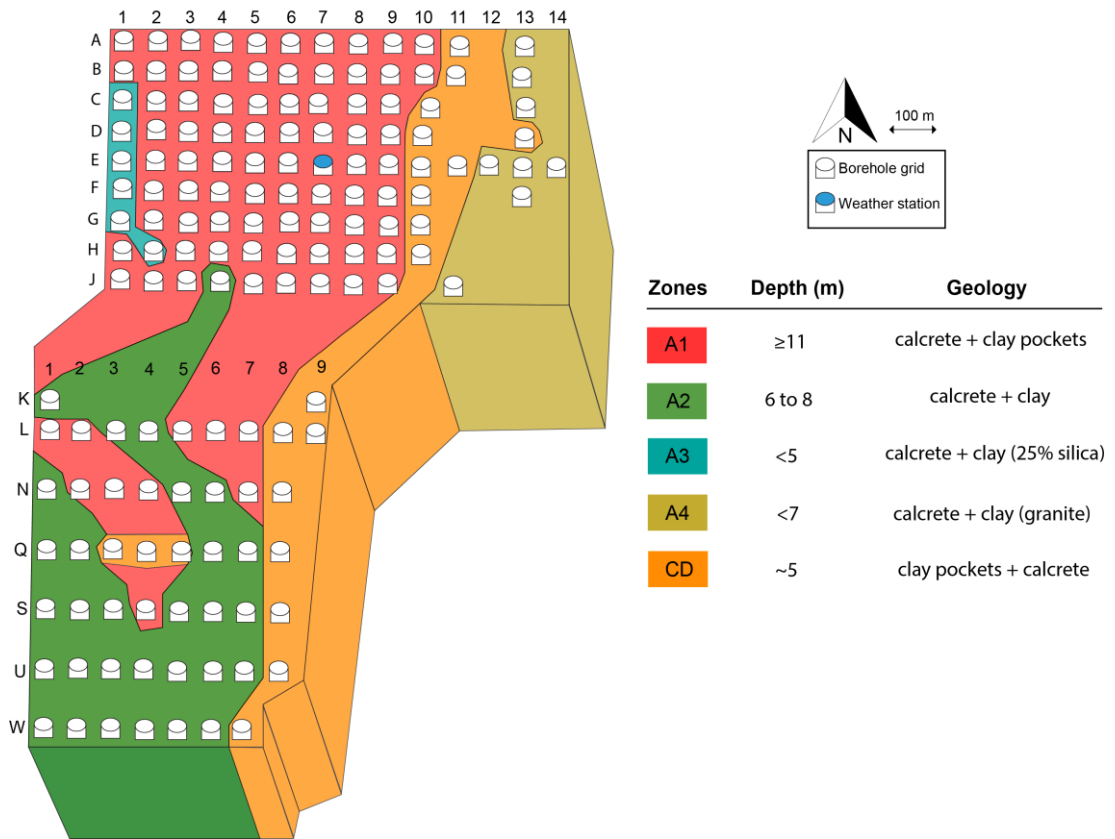 1 2 3 4 5 6 7 8 9 10 11 12 13 14
A
B
C
D
E
F
G
H
J
1 2 3 4 5 6 7 8 9
K
L
N
Q
S
U
W
N
100 m
Borehole grid
Weather station
Zones Depth (m) Geology
A1 ≥11 calcrete + clay pockets
A2 6 to 8 calcrete + clay
A3 <5 calcrete + clay (25% silica)
A4 <7 calcrete + clay (granite)
CD ~5 clay pockets + calcrete